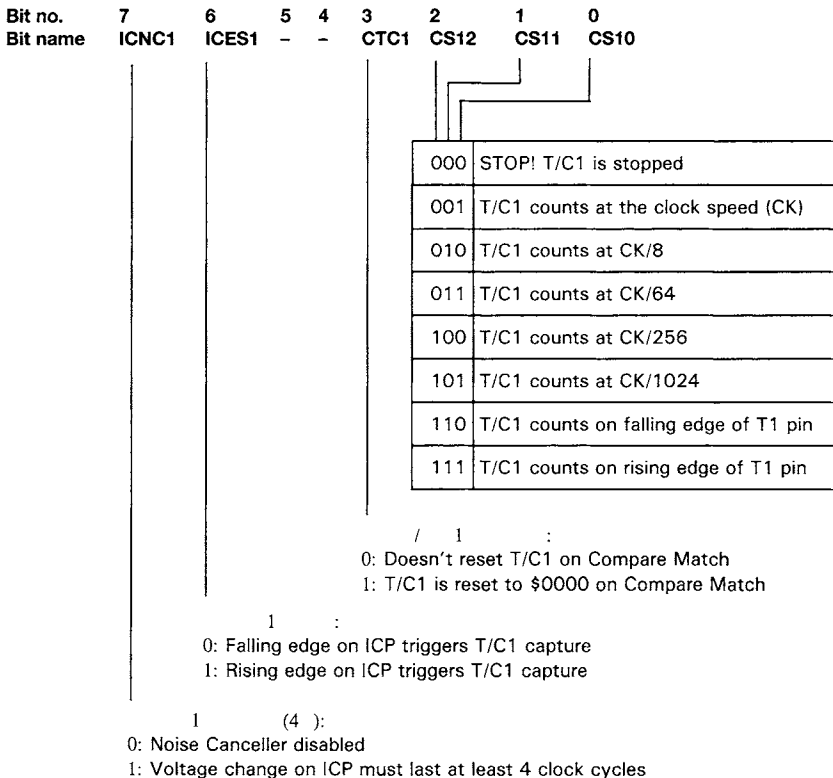 Bit no. 7 6 5 4 3 2 1 0
Bit name ICNC1 ICES1 – – CTC1 CS12 CS11 CS10
000 STOP! T/C1 is stopped
001 T/C1 counts at the clock speed (CK)
010 T/C1 counts at CK/8
011 T/C1 counts at CK/64
100 T/C1 counts at CK/256
101 T/C1 counts at CK/1024
110 T/C1 counts on falling edge of T1 pin
111 T/C1 counts on rising edge of T1 pin
/ 1 :
0: Doesn't reset T/C1 on Compare Match
1: T/C1 is reset to $0000 on Compare Match
1 :
0: Falling edge on ICP triggers T/C1 capture
1: Rising edge on ICP triggers T/C1 capture
1 (4 ):
0: Noise Canceller disabled
1: Voltage change on ICP must last at least 4 clock cycles